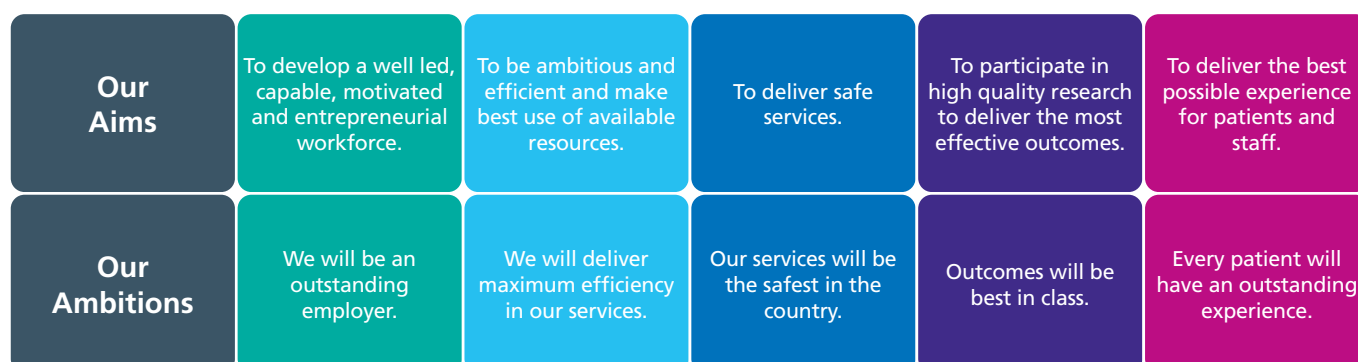 Our
Aims
To develop a well led,
capable, motivated
and entrepreneurial
workforce.
To be ambitious and
efficient and make
best use of available
resources.
To deliver safe
services.
To participate in
high quality research
to deliver the most
effective outcomes.
To deliver the best
possible experience
for patients and
staff.
Our
Ambitions
We will be an
outstanding
employer.
We will deliver
maximum efficiency
in our services.
Our services will be
the safest in the
country.
Outcomes will be
best in class.
Every patient will
have an outstanding
experience.